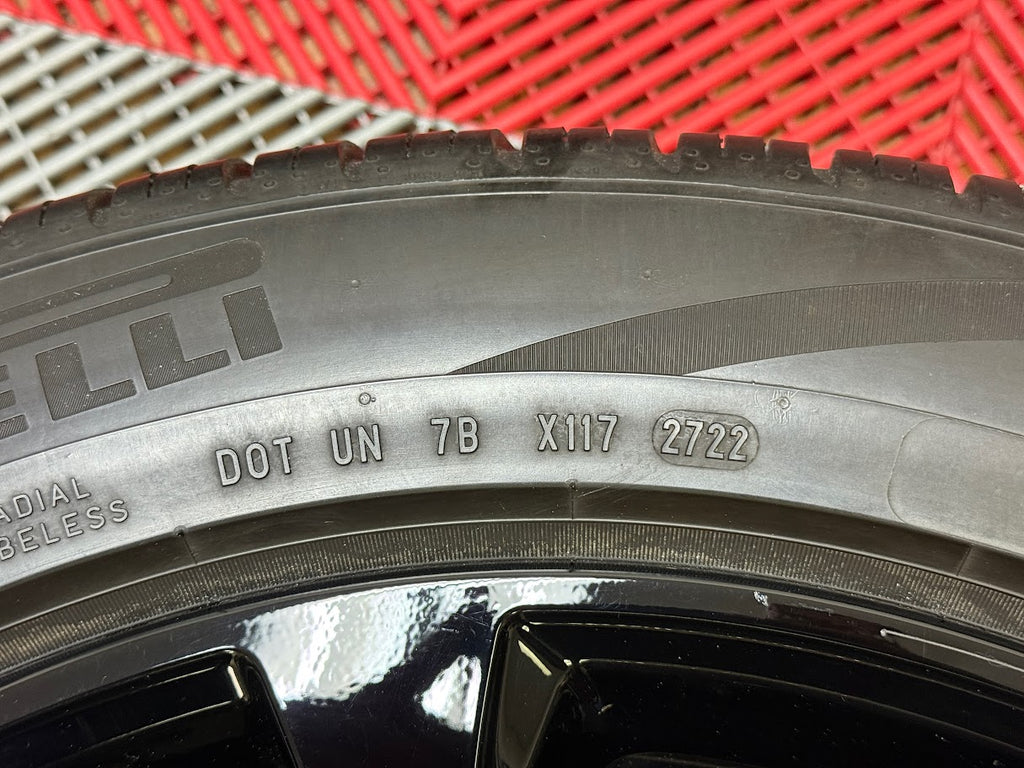 ELLI
DOT UN 7B X117 2722
ADIAL
BELESS